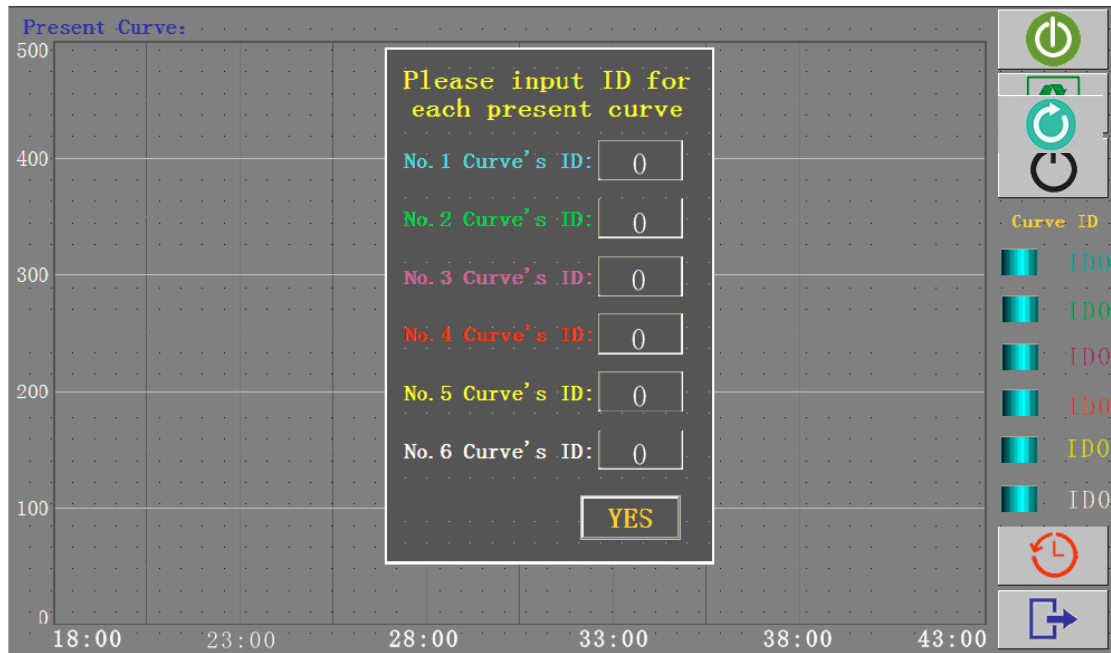 Present Curve:
500
400
300
200
100
0
18:00 23:00 28:00 33:00 38:00 43:00
Please input ID for
each present curve
No.1 Curve's ID: 0
No.2 Curve's ID: 0
No.3 Curve's ID: 0
No.4 Curve's ID: 0
No.5 Curve's ID: 0
No.6 Curve's ID: 0
YES
Curve ID
ID0
ID0
ID0
ID0
ID0
ID0